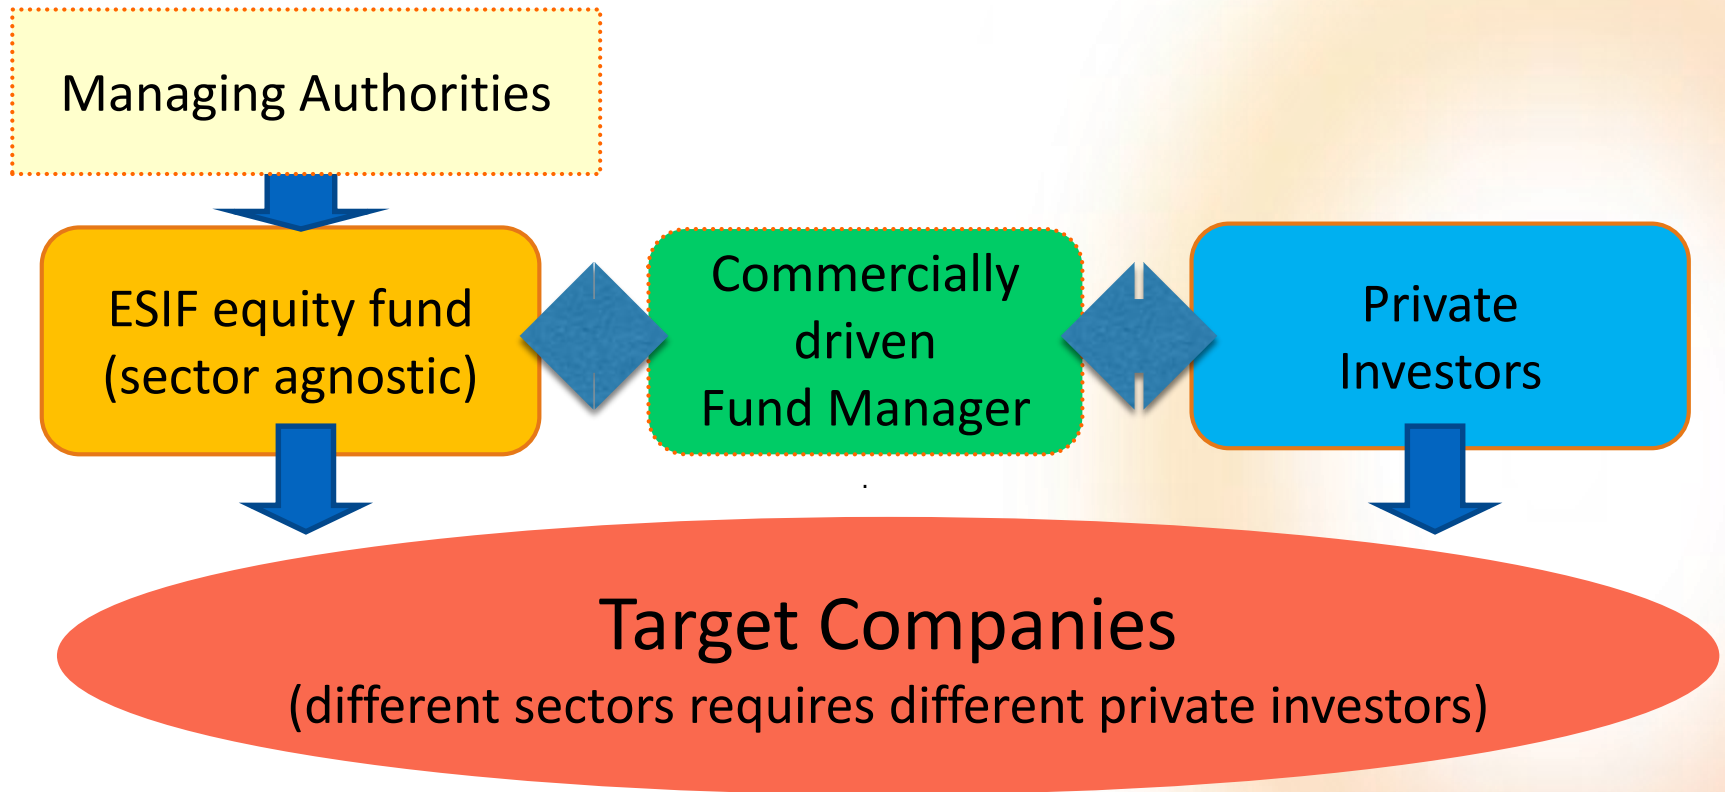 Managing Authorities
ESIF equity fund
(sector agnostic)
Commercially
driven
Fund Manager
.
Private
Investors
Target Companies
(different sectors requires different private investors)